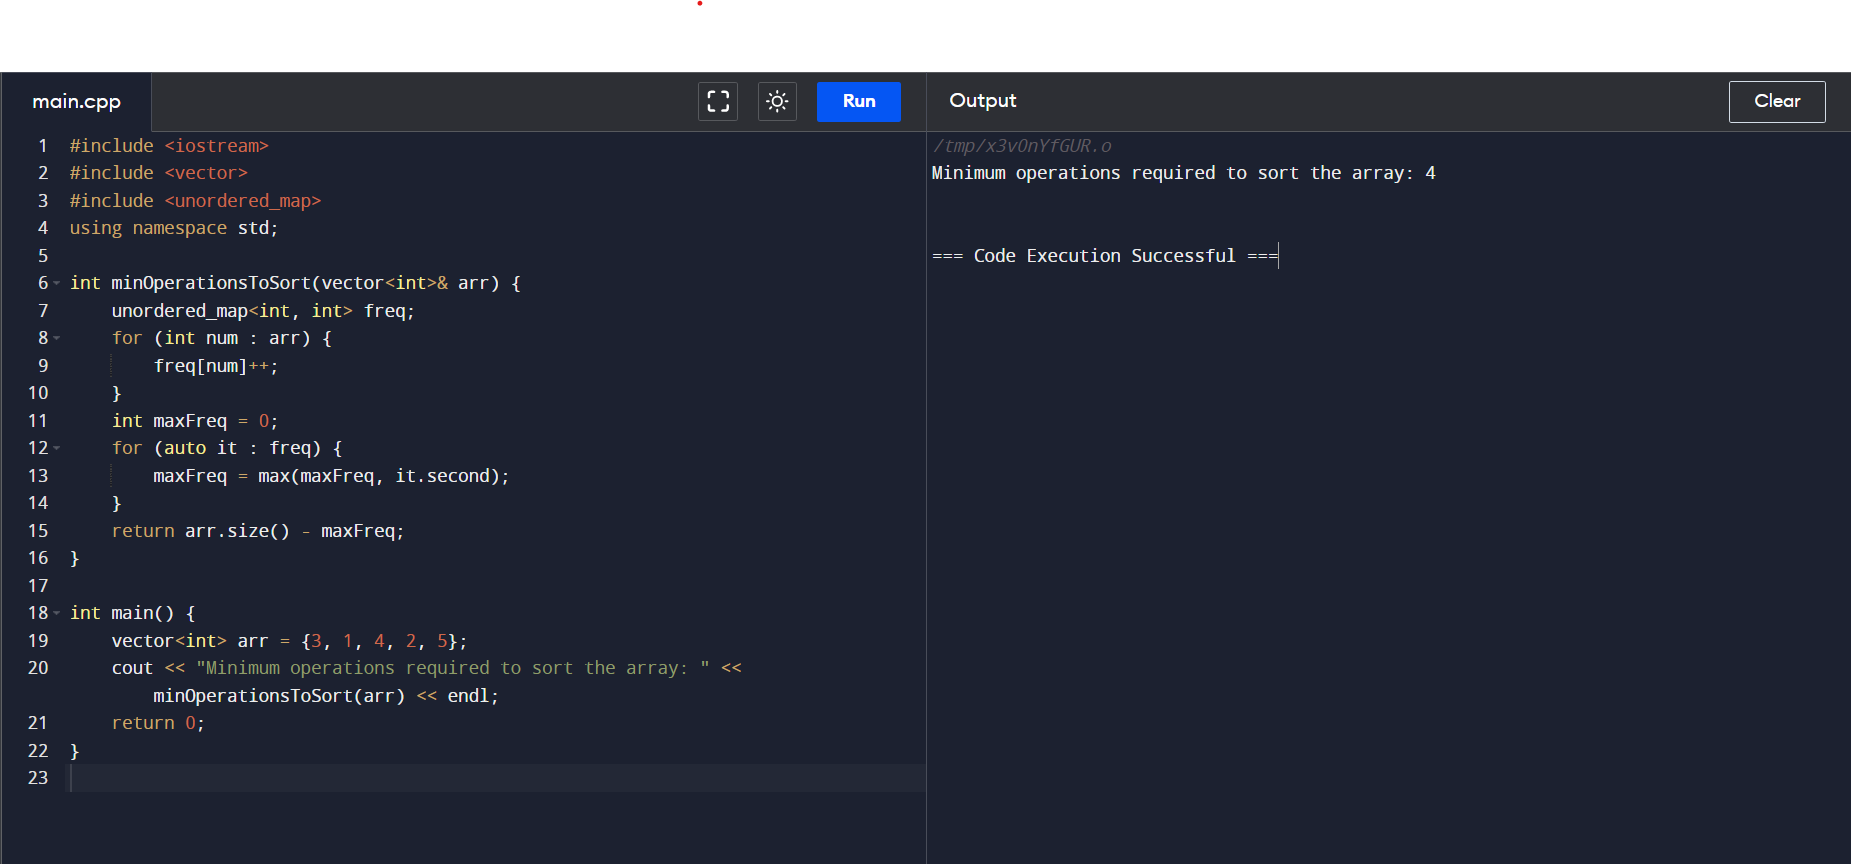 main.cpp
Run
Output
Clear
1 #include <iostream>
2 #include <vector>
3 #include <unordered_map>
4 using namespace std;
5
6 int minOperationsToSort(vector<int>& arr) {
7     unordered_map<int, int> freq;
8     for (int num : arr) {
9         freq[num]++;
10     }
11     int maxFreq = 0;
12     for (auto it : freq) {
13         maxFreq = max(maxFreq, it.second);
14     }
15     return arr.size() - maxFreq;
16 }
17
18 int main() {
19     vector<int> arr = {3, 1, 4, 2, 5};
20     cout << "Minimum operations required to sort the array: " <<
        minOperationsToSort(arr) << endl;
21     return 0;
22 }
23
/tmp/x3vOnYfGUR.o
Minimum operations required to sort the array: 4
=== Code Execution Successful ===